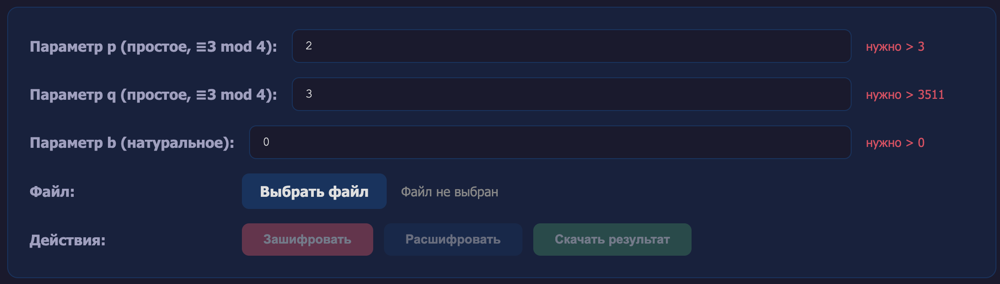 Параметр p (простое, ≡3 mod 4): 2 нужно > 3
Параметр q (простое, ≡3 mod 4): 3 нужно > 3511
Параметр b (натуральное): 0 нужно > 0
Файл: Выбрать файл Файл не выбран
Действия: Зашифровать Расшифровать Скачать результат